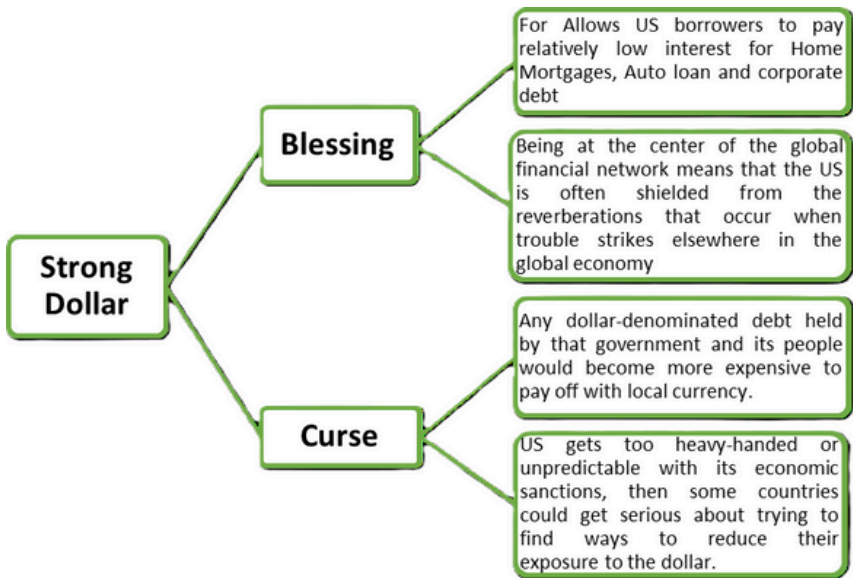 Strong
Dollar
Blessing
For Allows US borrowers to pay
relatively low interest for Home
Mortgages, Auto loan and corporate
debt
Being at the center of the global
financial network means that the US
is often shielded from the
reverberations that occur when
trouble strikes elsewhere in the
global economy
Curse
Any dollar-denominated debt held
by that government and its people
would become more expensive to
pay off with local currency.
US gets too heavy-handed or
unpredictable with its economic
sanctions, then some countries
could get serious about trying to
find ways to reduce their
exposure to the dollar.